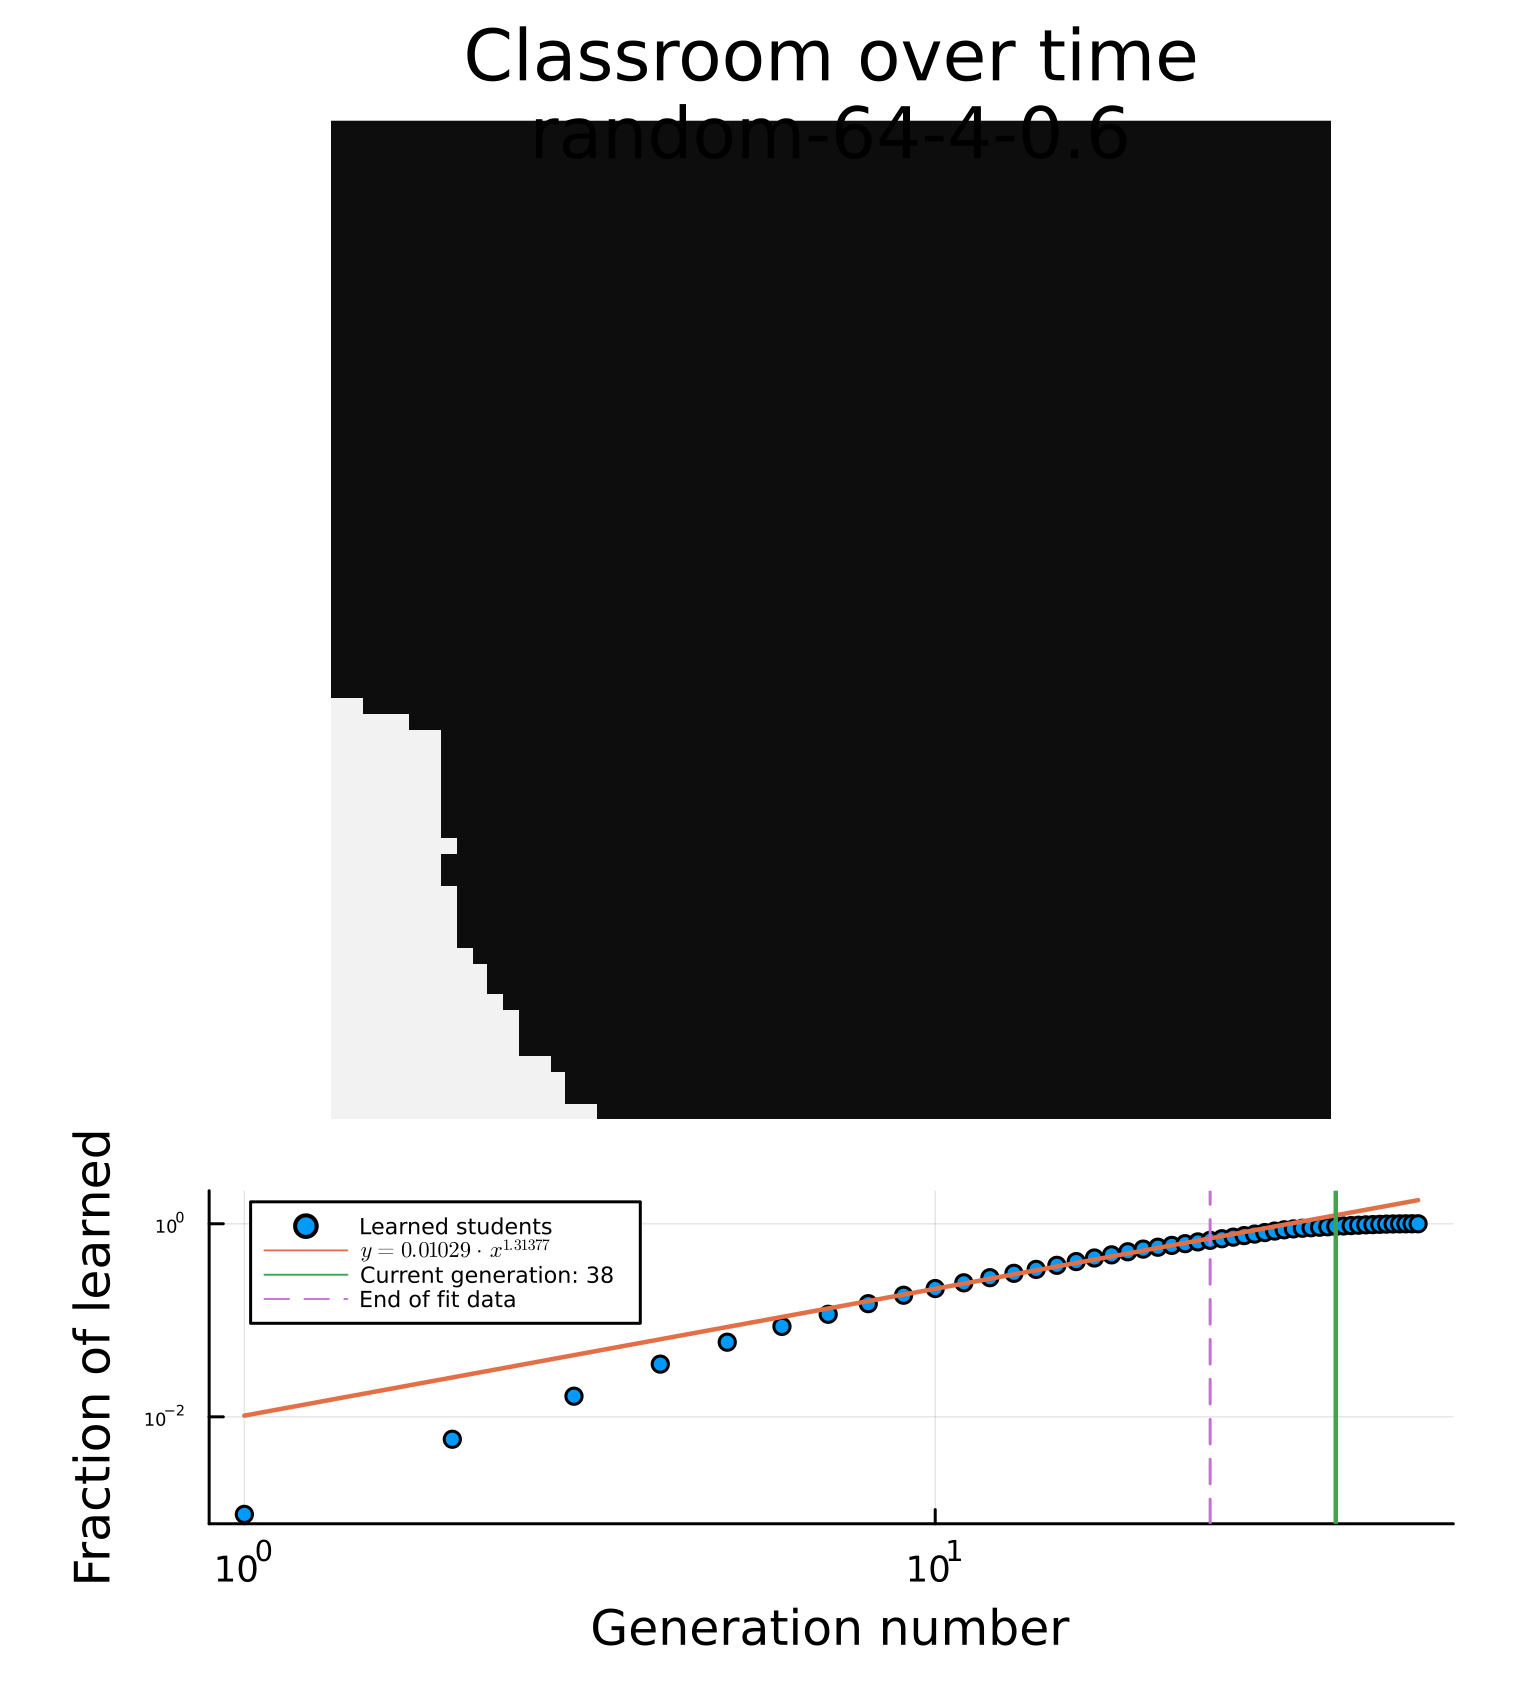 Classroom over time
random-64-4-0.6
Fraction of learned
10⁰
10⁻²
Learned students
y = 0.01029 · x^1.31377
Current generation: 38
End of fit data
10⁰
10¹
Generation number